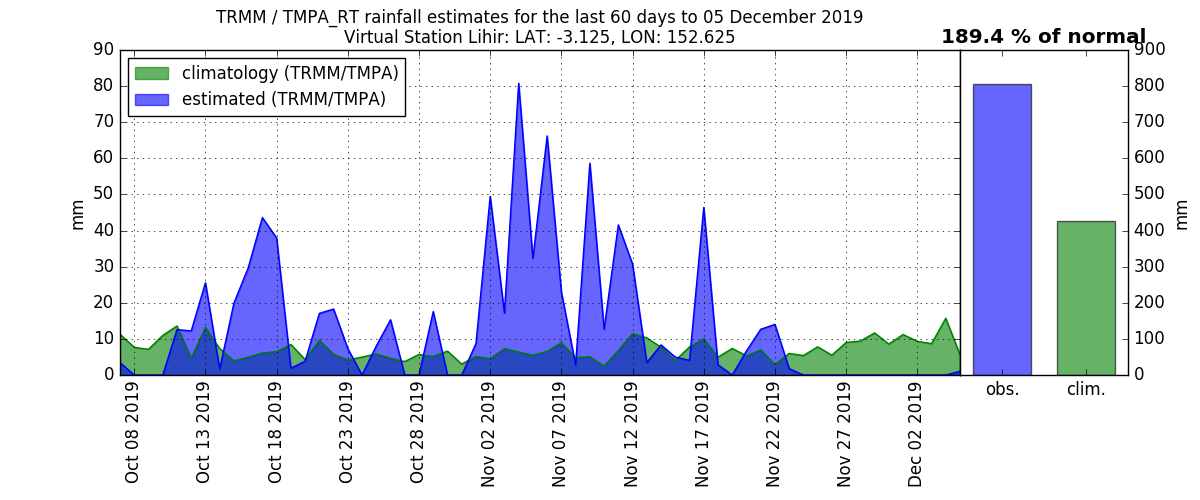 TRMM / TMPA_RT rainfall estimates for the last 60 days to 05 December 2019
Virtual Station Lihir: LAT: -3.125, LON: 152.625
189.4 % of normal
climatology (TRMM/TMPA)
estimated (TRMM/TMPA)
90
80
70
60
50
40
30
20
10
0
mm
900
800
700
600
500
400
300
200
100
0
mm
obs.
clim.
Oct 08 2019
Oct 13 2019
Oct 18 2019
Oct 23 2019
Oct 28 2019
Nov 02 2019
Nov 07 2019
Nov 12 2019
Nov 17 2019
Nov 22 2019
Nov 27 2019
Dec 02 2019